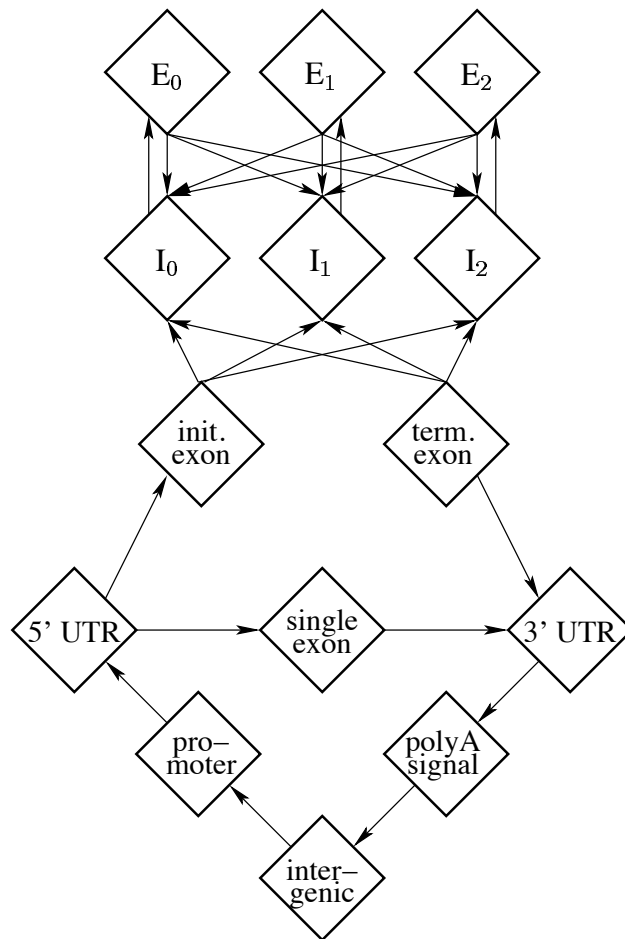 E₀
E₁
E₂
I₀
I₁
I₂
init.
exon
term.
exon
5' UTR
single
exon
3' UTR
pro–
moter
polyA
signal
inter–
genic